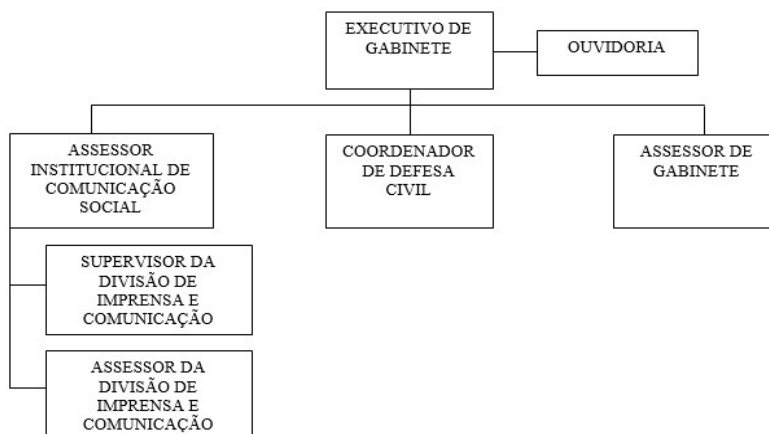 EXECUTIVO DE
GABINETE
OUVIDORIA
ASSESSOR
INSTITUCIONAL DE
COMUNICAÇÃO
SOCIAL
COORDENADOR
DE DEFESA
CIVIL
ASSESSOR DE
GABINETE
SUPERVISOR DA
DIVISÃO DE
IMPRENSA E
COMUNICAÇÃO
ASSESSOR DA
DIVISÃO DE
IMPRENSA E
COMUNICAÇÃO